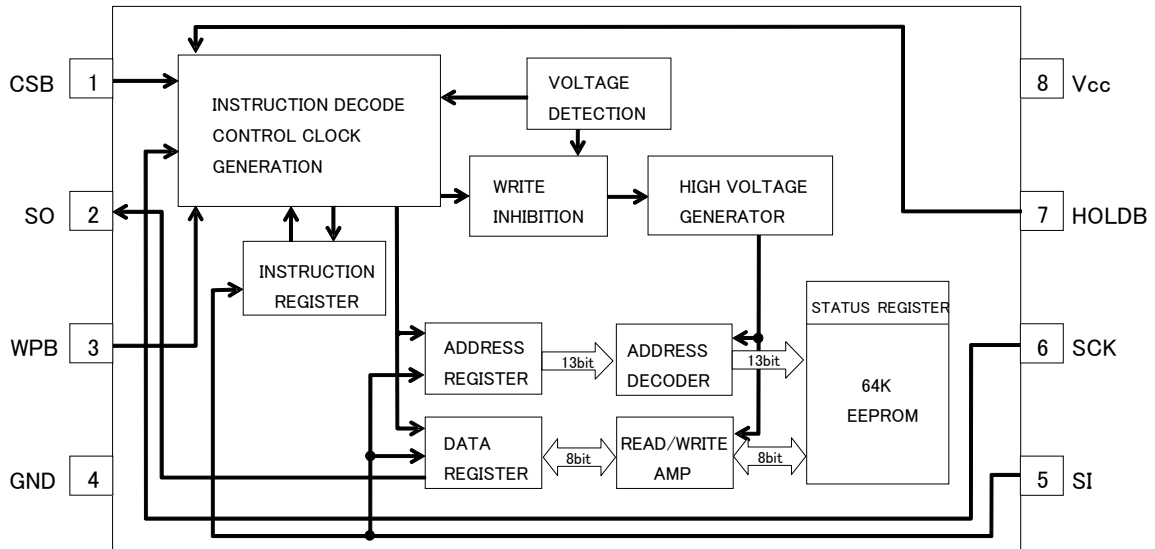 CSB
1
SO
2
WPB
3
GND
4
INSTRUCTION DECODE
CONTROL CLOCK
GENERATION
VOLTAGE
DETECTION
WRITE
INHIBITION
HIGH VOLTAGE
GENERATOR
INSTRUCTION
REGISTER
ADDRESS
REGISTER
13bit
ADDRESS
DECODER
13bit
STATUS REGISTER
64K
EEPROM
DATA
REGISTER
8bit
READ/WRITE
AMP
8bit
8
Vcc
7
HOLDB
6
SCK
5
SI